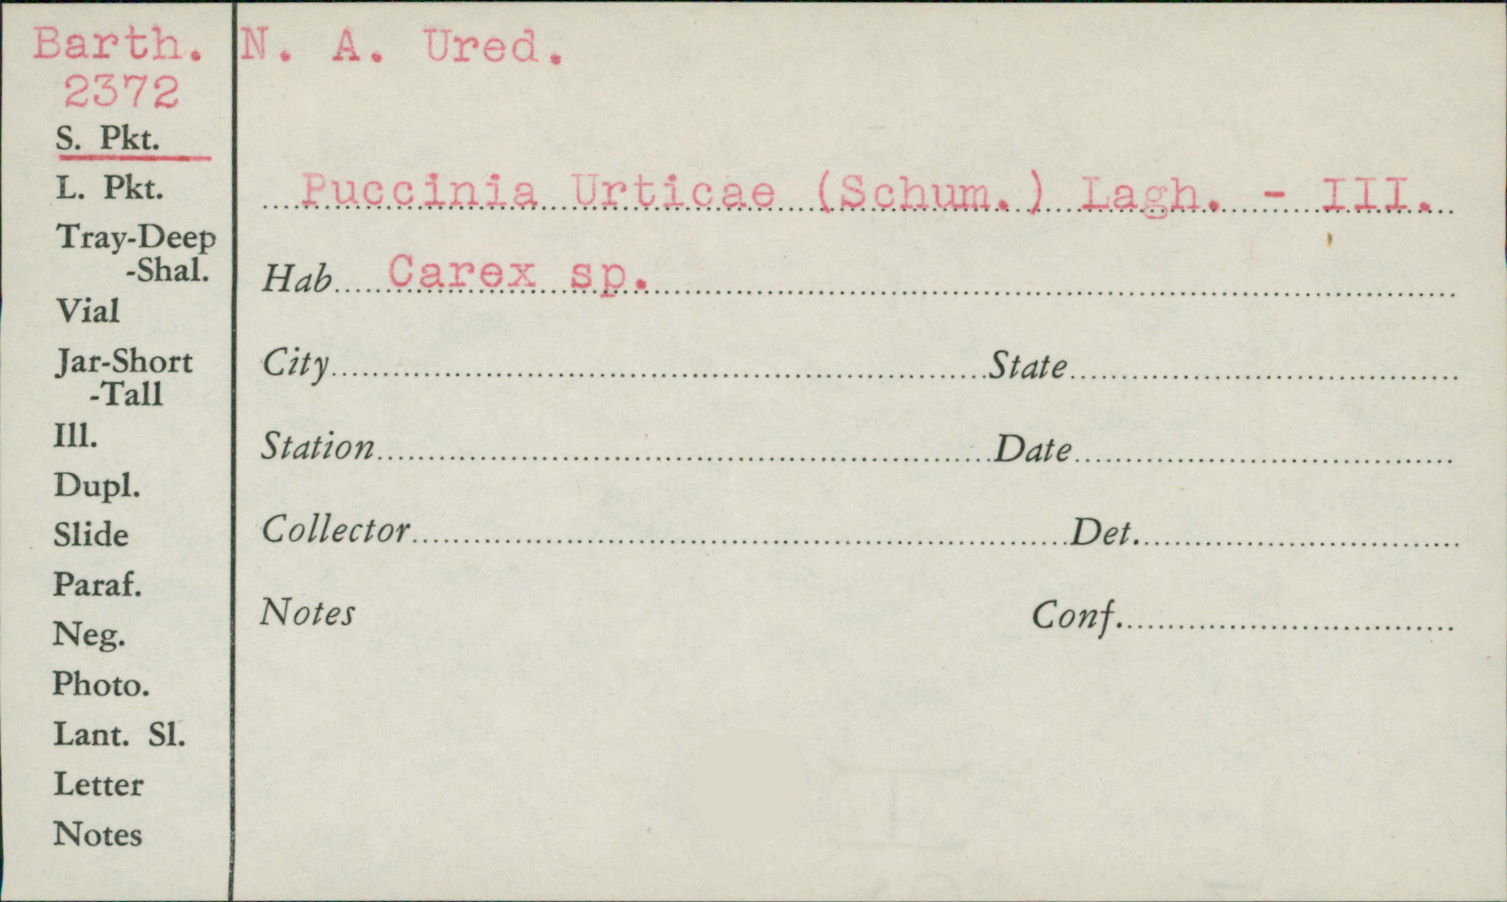 Barth. N. A. Ured.
2372
S. Pkt.
L. Pkt.
Tray-Deep
-Shal.
Vial
Jar-Short
-Tall
Ill.
Dupl.
Slide
Paraf.
Neg.
Photo.
Lant. Sl.
Letter
Notes
Puccinia Urticae (Schum.) Lagh. - III.
Hab. Carex sp.
City State
Station Date
Collector Det.
Notes Conf.